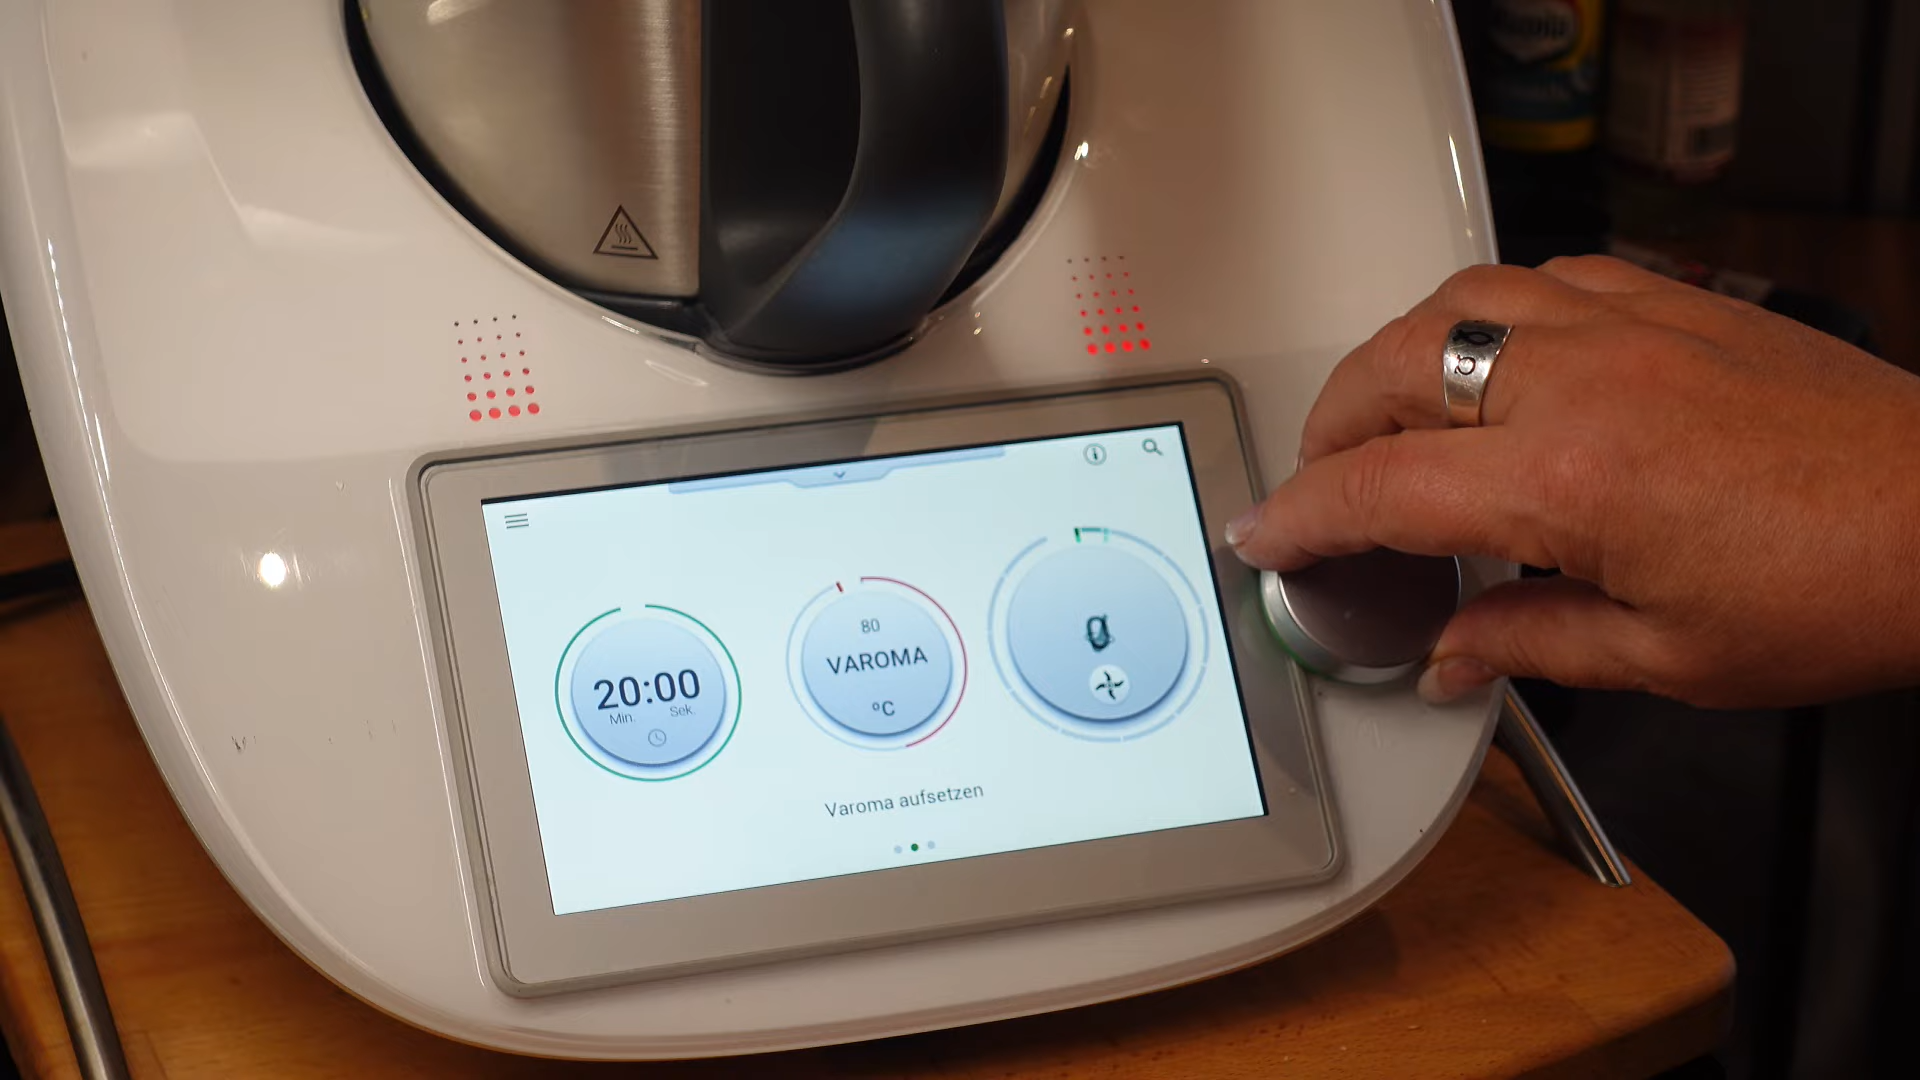 20:00
Min. Sek.
80
VAROMA
°C
Varoma aufsetzen